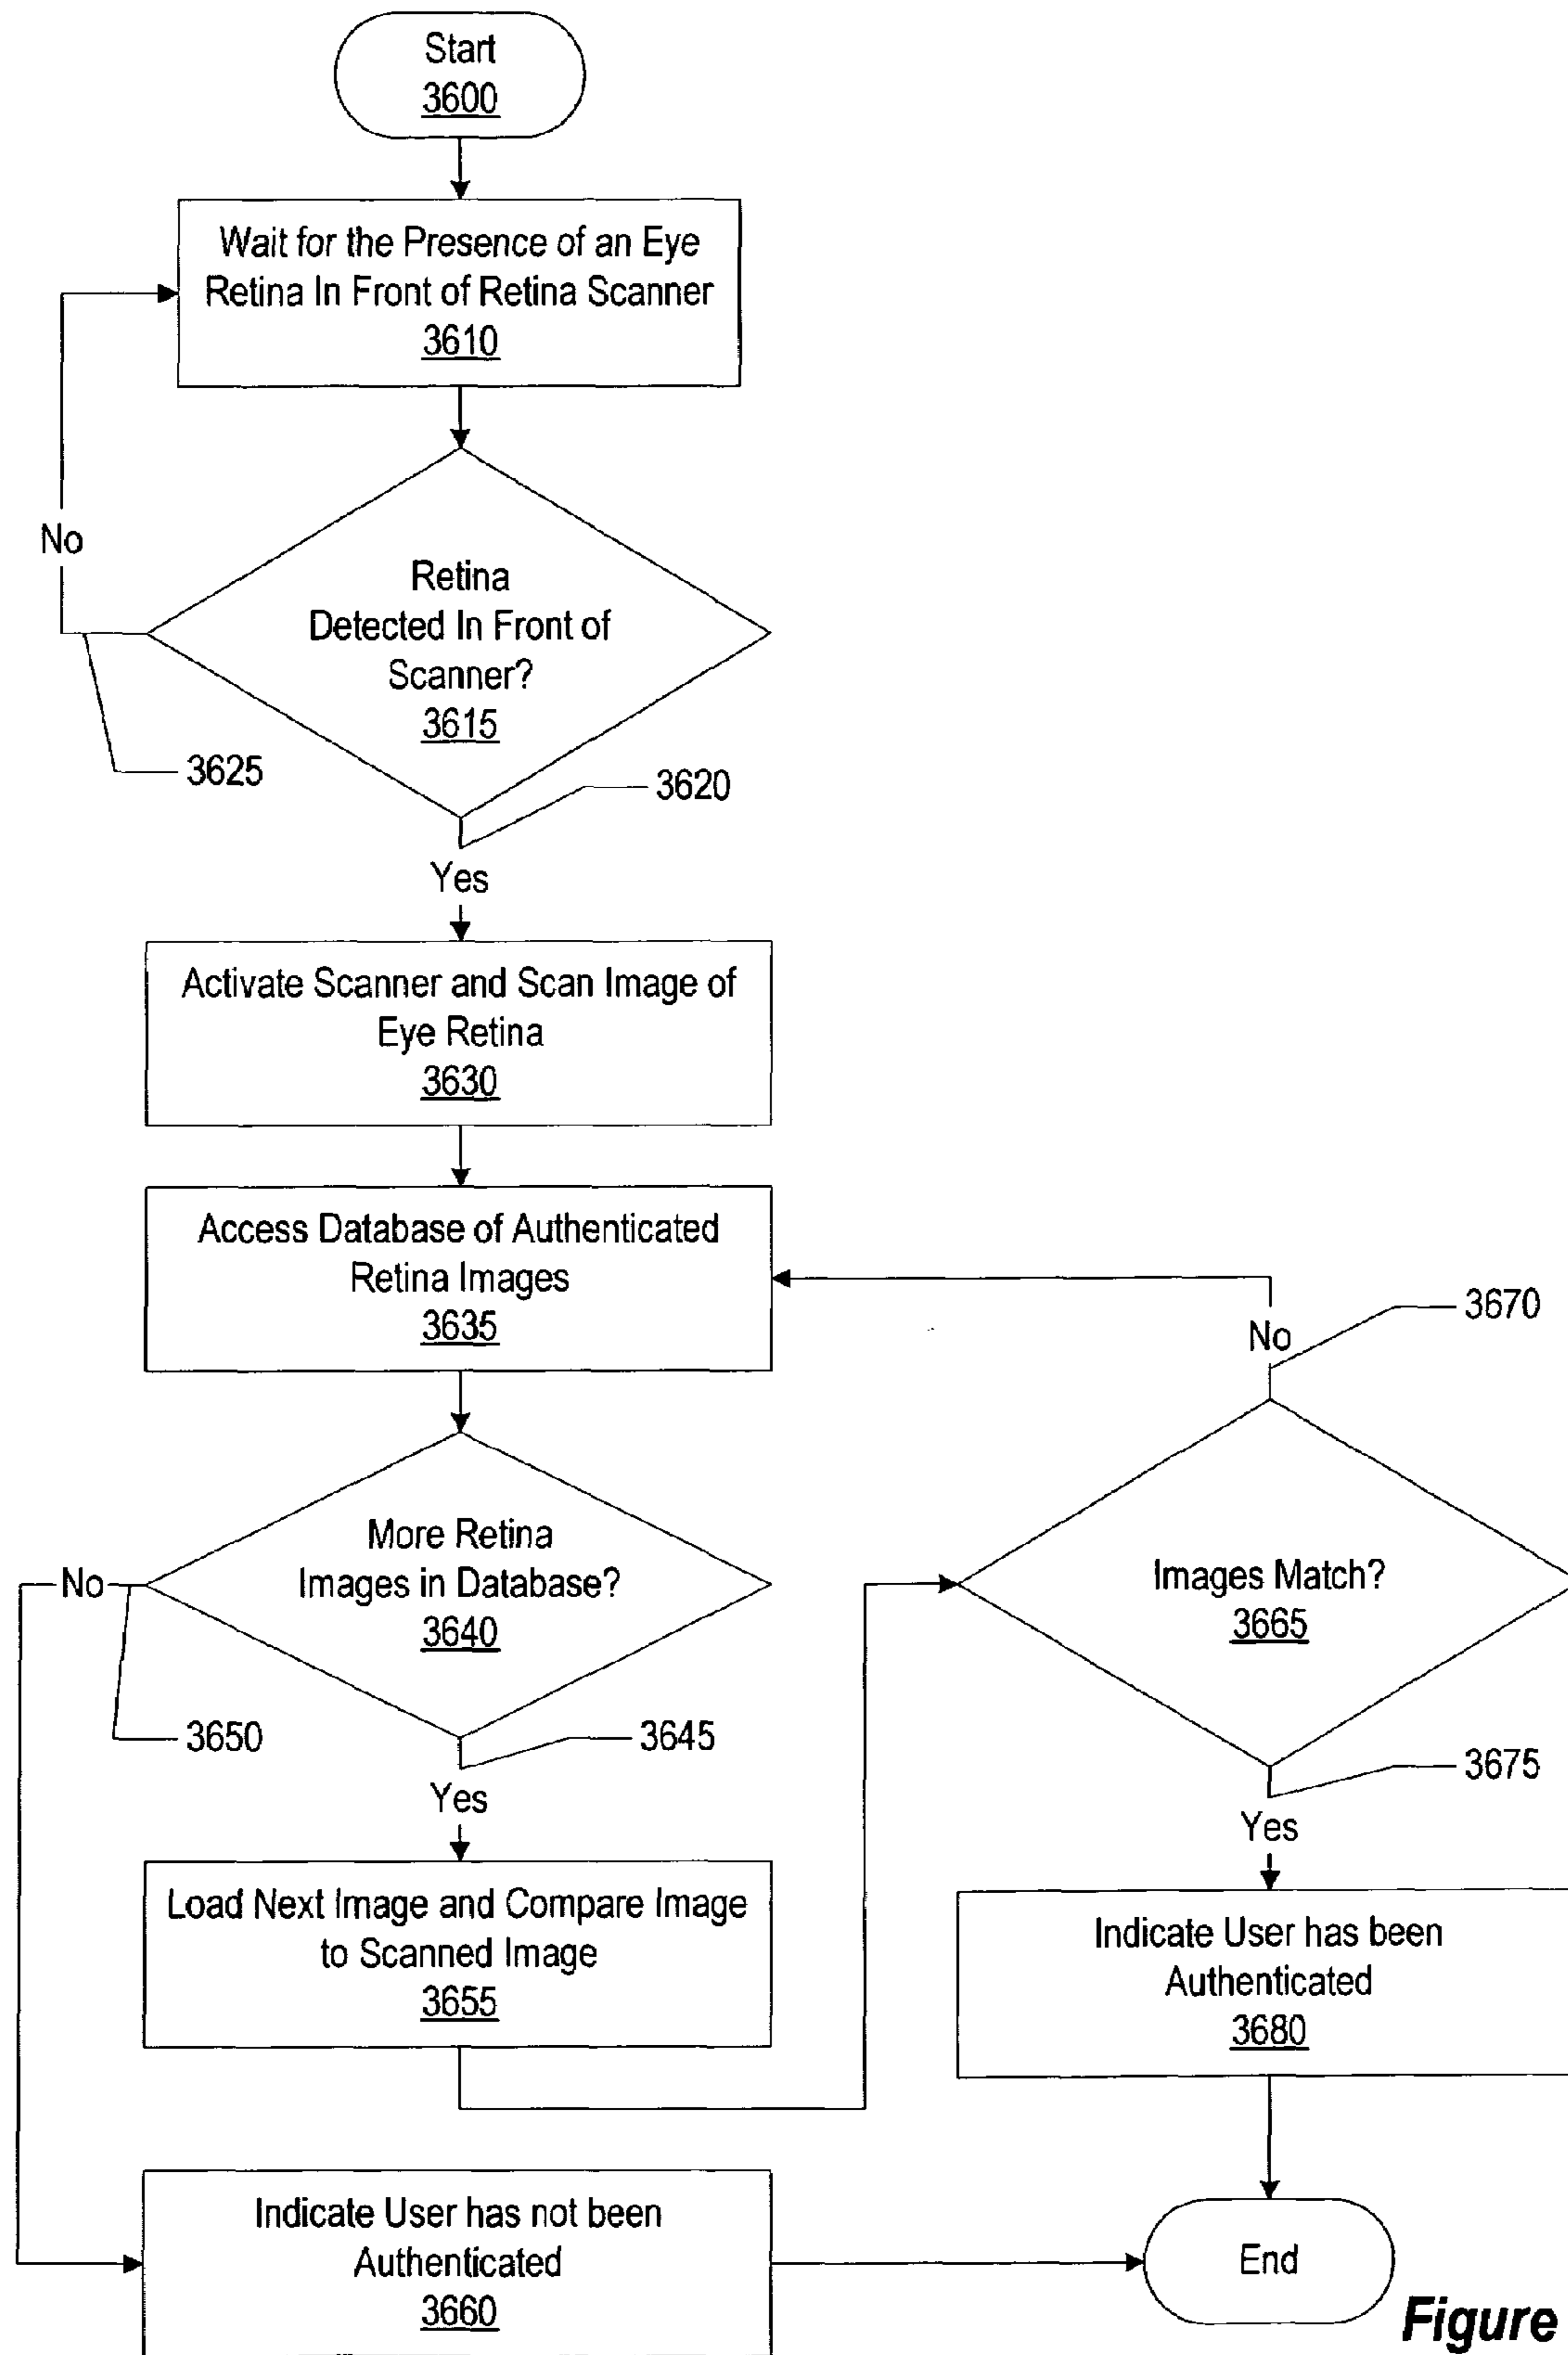 Start
3600
Wait for the Presence of an Eye
Retina In Front of Retina Scanner
3610
No
Retina
Detected In Front of
Scanner?
3615
3625
3620
Yes
Activate Scanner and Scan Image of
Eye Retina
3630
Access Database of Authenticated
Retina Images
3635
3670
No
More Retina
Images in Database?
3640
No
Images Match?
3665
3650
3645
3675
Yes
Yes
Load Next Image and Compare Image
to Scanned Image
3655
Indicate User has been
Authenticated
3680
Indicate User has not been
Authenticated
3660
End
Figure